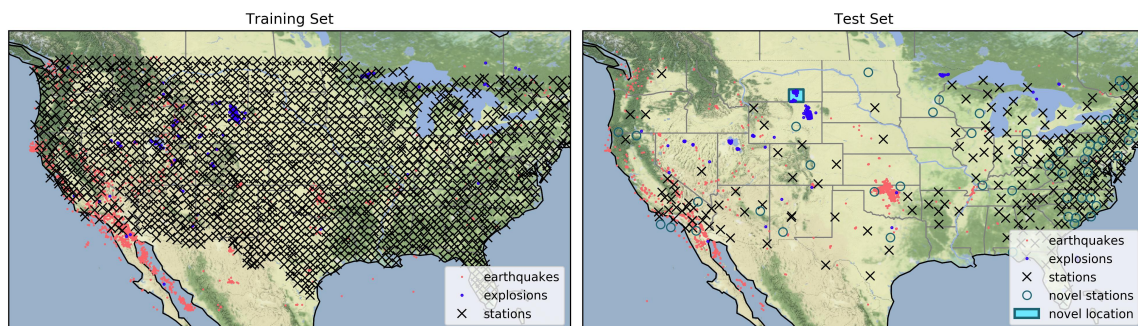 Training Set
earthquakes
explosions
stations
Test Set
earthquakes
explosions
stations
novel stations
novel location